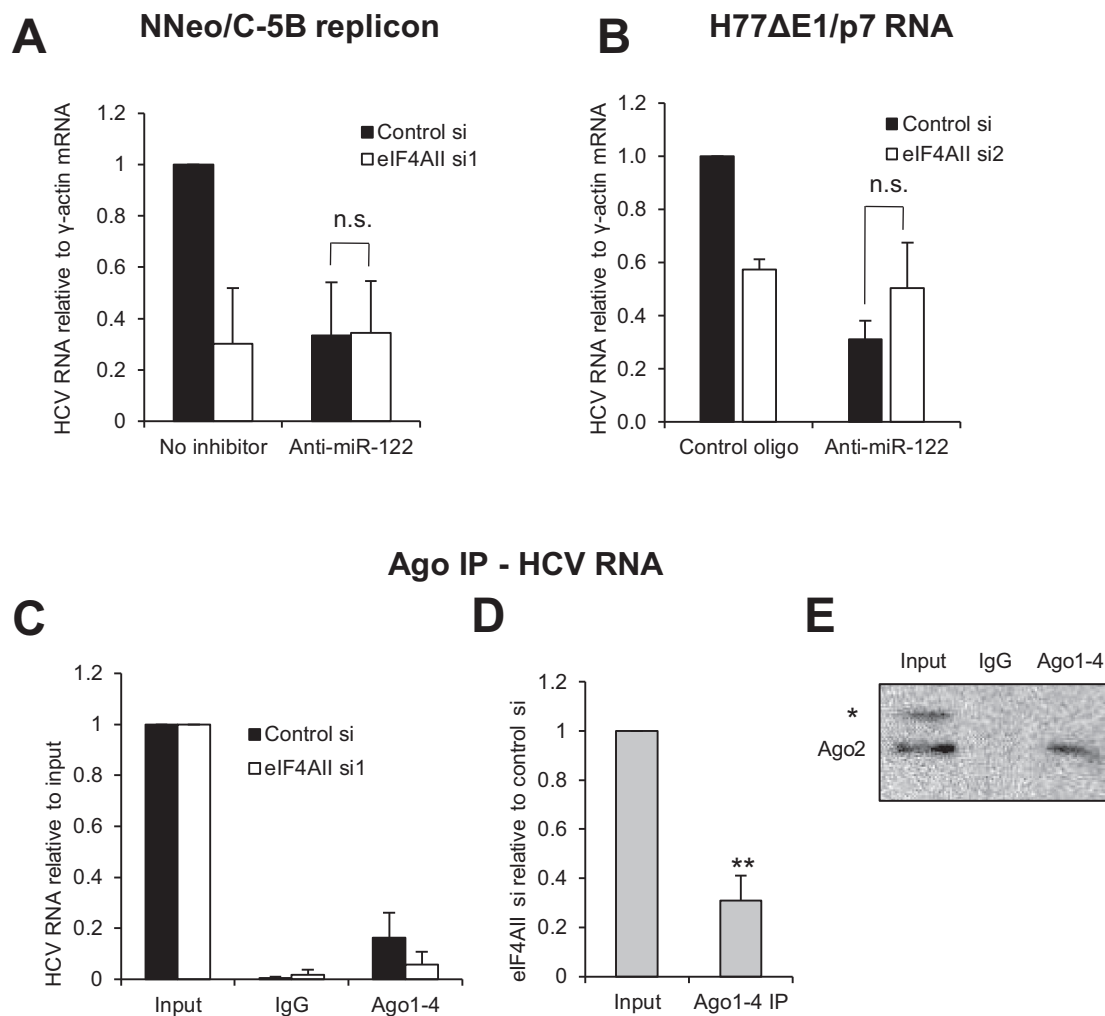 A
NNeo/C-5B replicon
HCV RNA relative to γ-actin mRNA
1.2
1
0.8
0.6
0.4
0.2
0
Control si
eIF4AII si1
n.s.
No inhibitor
Anti-miR-122
B
H77ΔE1/p7 RNA
HCV RNA relative to γ-actin mRNA
1.2
1.0
0.8
0.6
0.4
0.2
0.0
Control si
eIF4AII si2
n.s.
Control oligo
Anti-miR-122
Ago IP - HCV RNA
C
HCV RNA relative to input
1.2
1
0.8
0.6
0.4
0.2
0
Control si
eIF4AII si1
Input
IgG
Ago1-4
D
eIF4AII si relative to control si
1.2
1
0.8
0.6
0.4
0.2
0
**
Input
Ago1-4 IP
E
Input IgG Ago1-4
*
Ago2